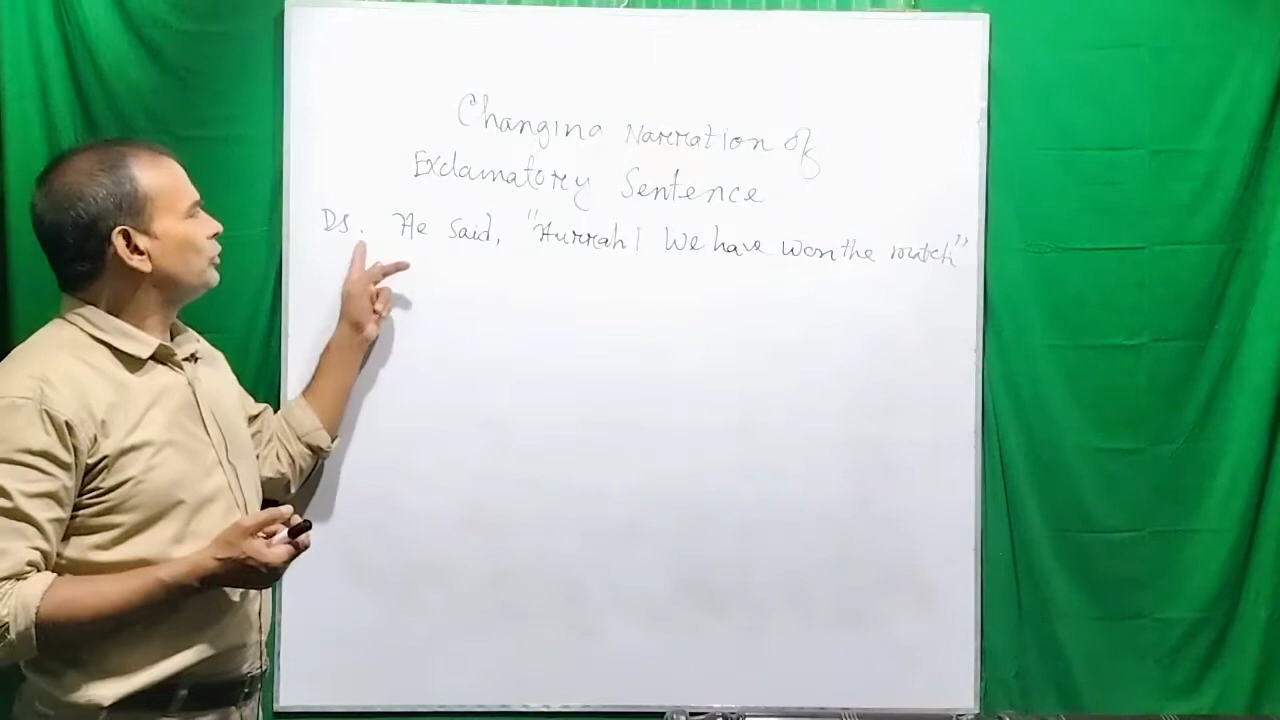 Changing Narration of
Exclamatory Sentence
DS. He said, "Hurrah! We have won the match"